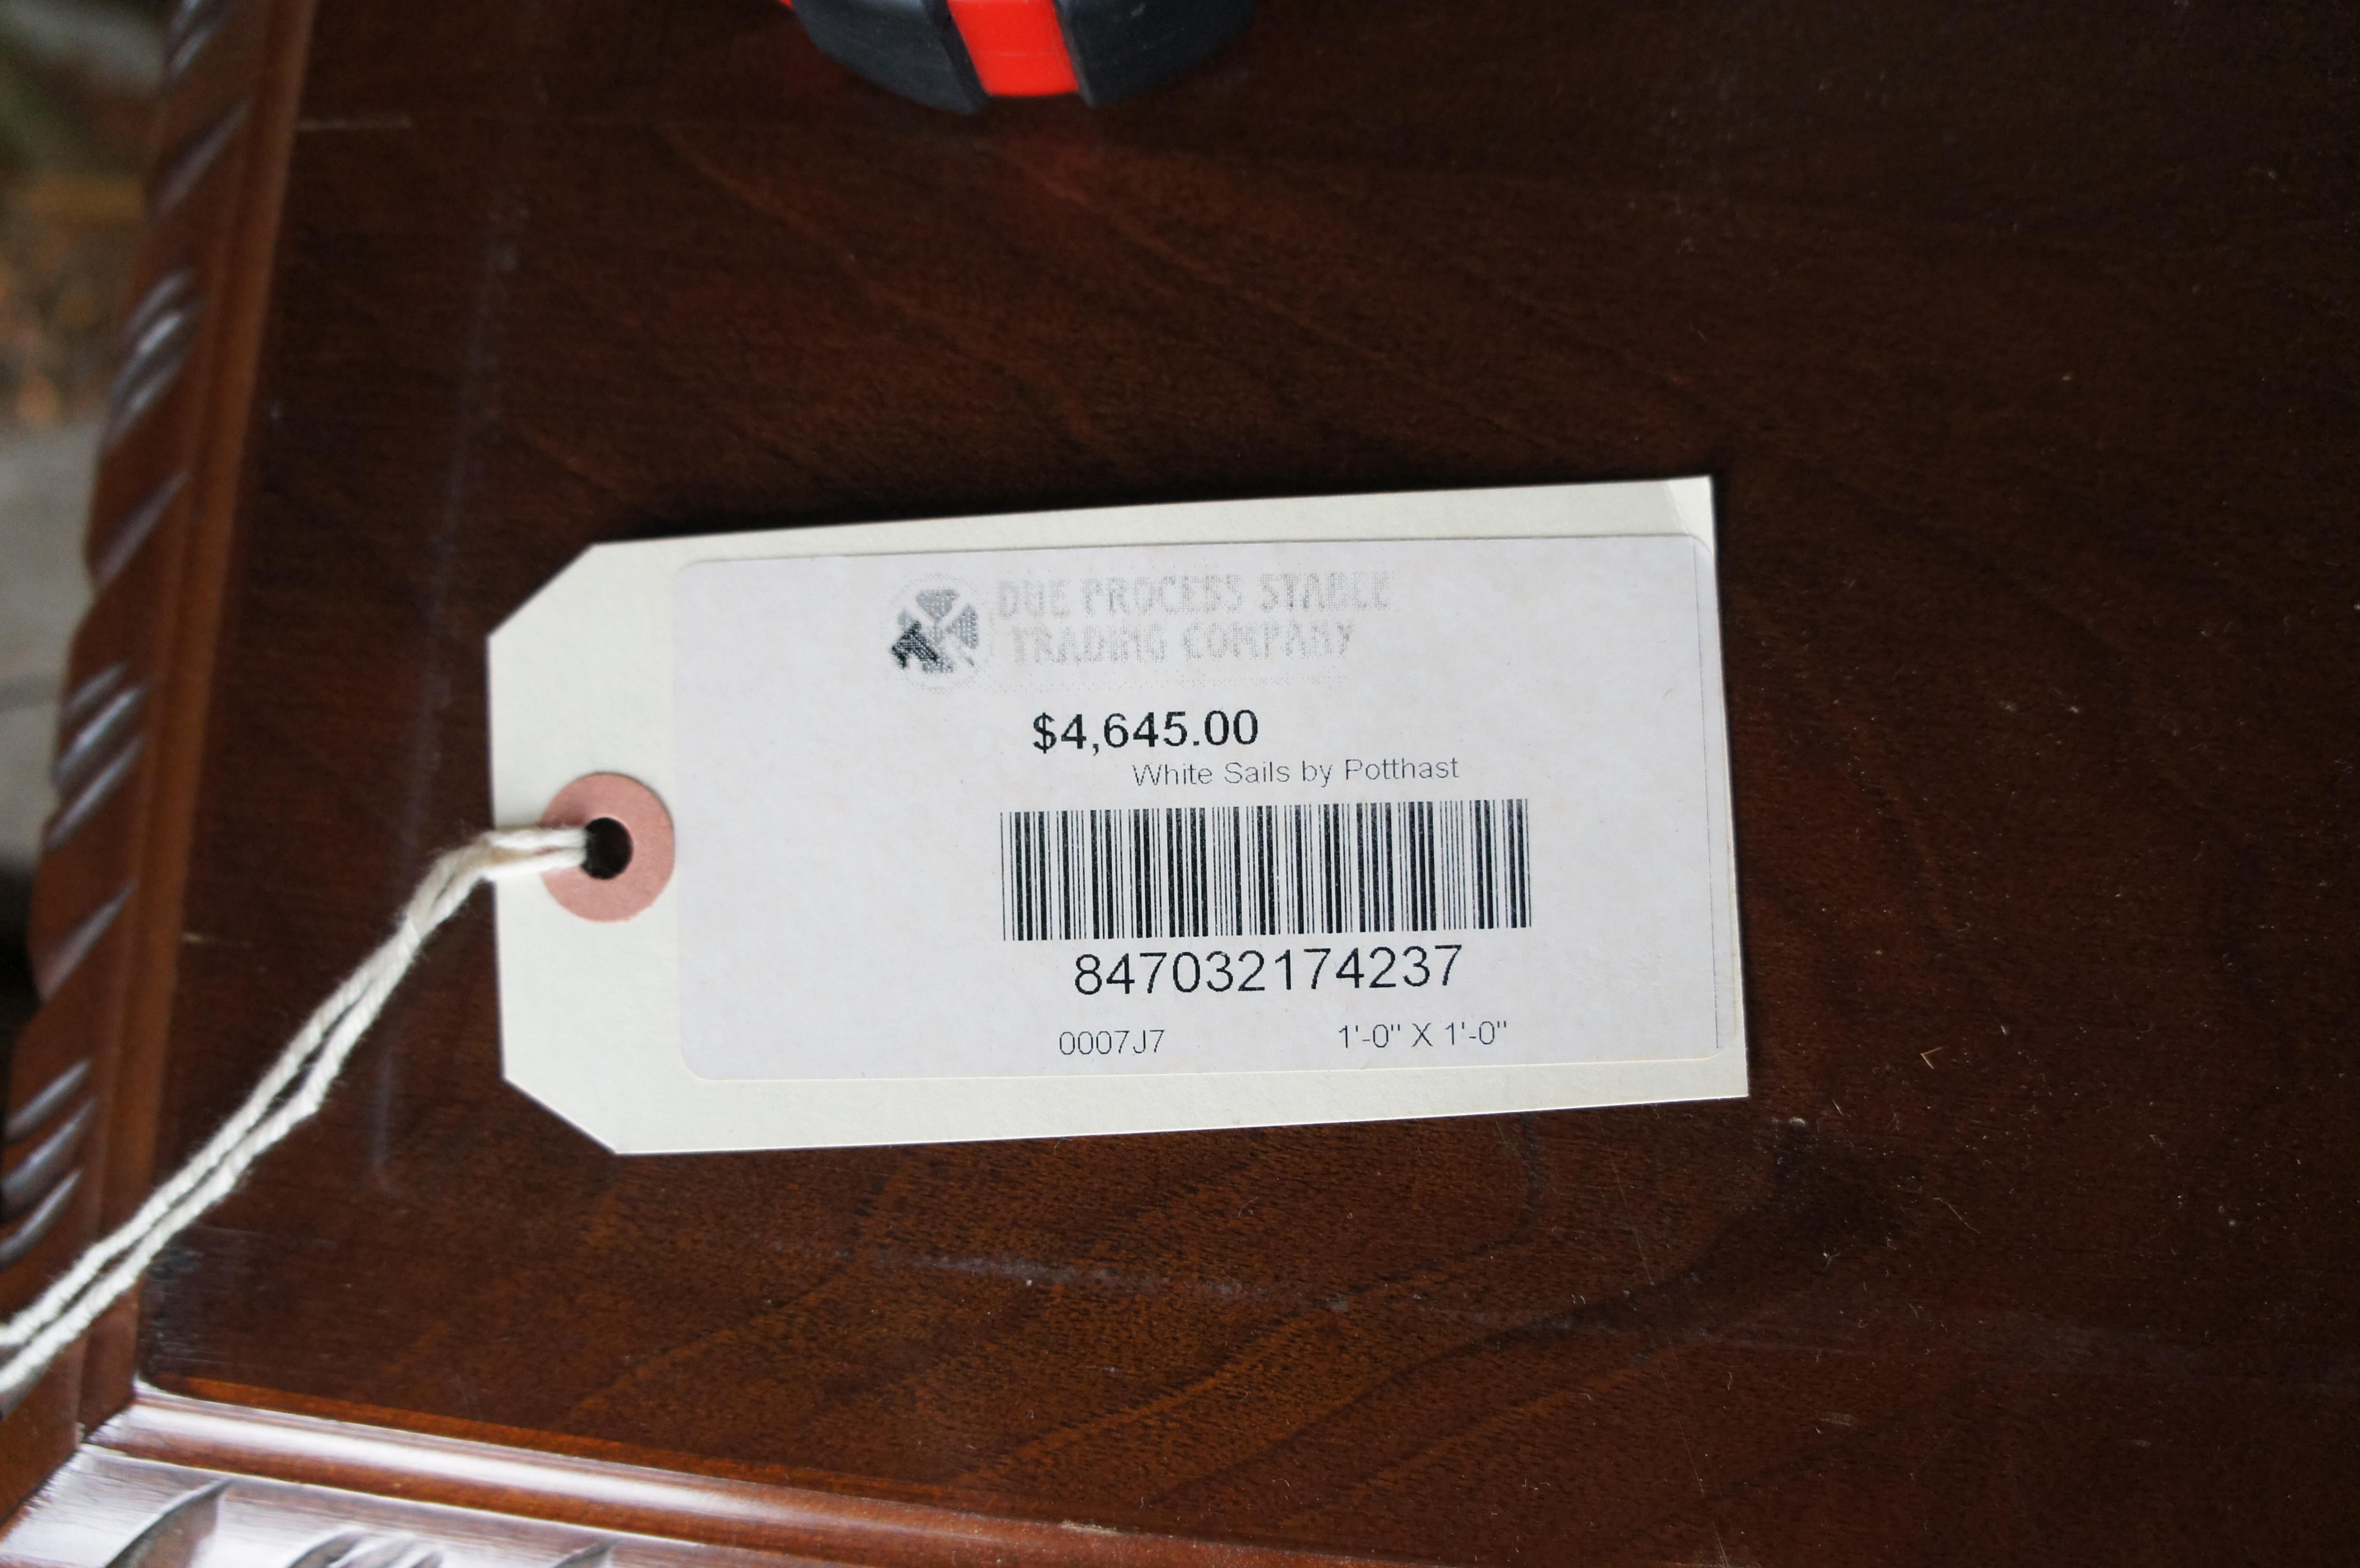 DUE PROCESS STABLE
TRADING COMPANY
$4,645.00
White Sails by Potthast
847032174237
0007J7 1'-0" X 1'-0"